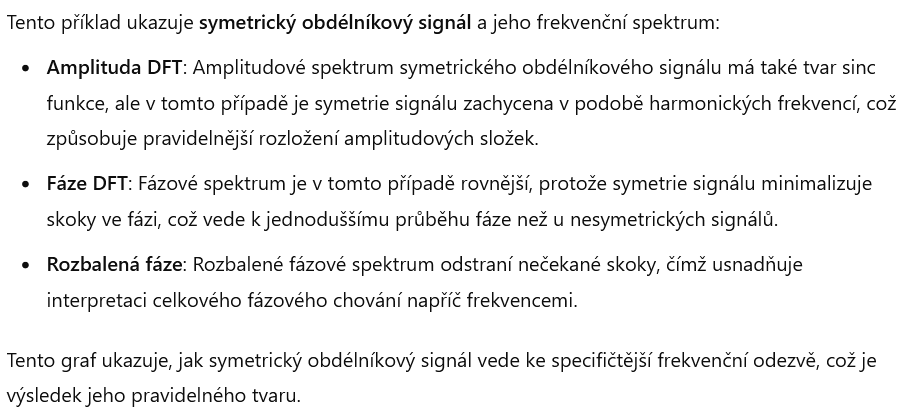 Tento příklad ukazuje symetrický obdélníkový signál a jeho frekvenční spektrum:
• Amplituda DFT: Amplitudové spektrum symetrického obdélníkového signálu má také tvar sinc
funkce, ale v tomto případě je symetrie signálu zachycena v podobě harmonických frekvencí, což
způsobuje pravidelnější rozložení amplitudových složek.
• Fáze DFT: Fázové spektrum je v tomto případě rovnější, protože symetrie signálu minimalizuje
skoky ve fázi, což vede k jednoduššímu průběhu fáze než u nesymetrických signálů.
• Rozbalená fáze: Rozbalené fázové spektrum odstraní nečekané skoky, čímž usnadňuje
interpretaci celkového fázového chování napříč frekvencemi.
Tento graf ukazuje, jak symetrický obdélníkový signál vede ke specifičtější frekvenční odezvě, což je
výsledek jeho pravidelného tvaru.